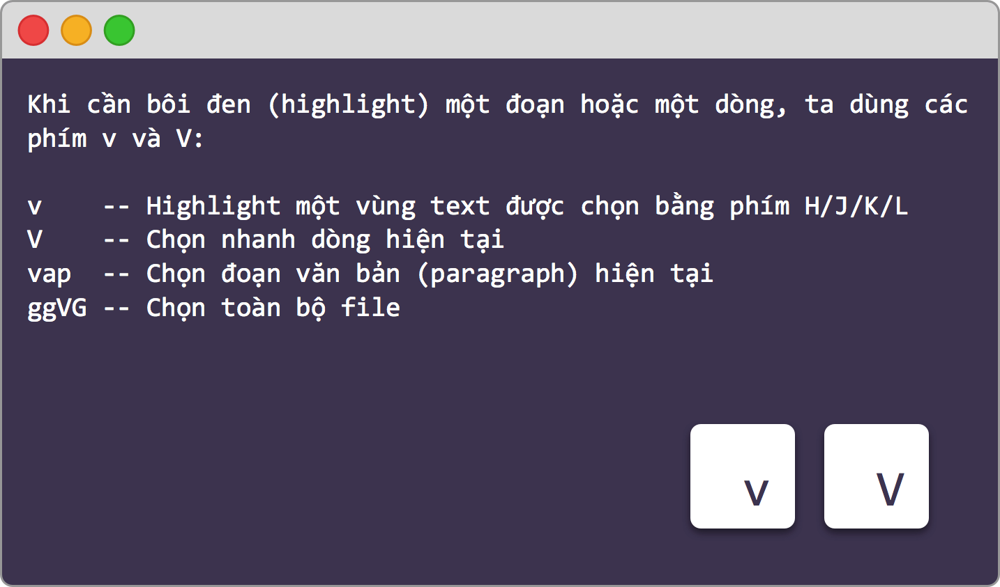 Khi cần bôi đen (highlight) một đoạn hoặc một dòng, ta dùng các
phím v và V:
v    -- Highlight một vùng text được chọn bằng phím H/J/K/L
V    -- Chọn nhanh dòng hiện tại
vap  -- Chọn đoạn văn bản (paragraph) hiện tại
ggVG -- Chọn toàn bộ file
v V